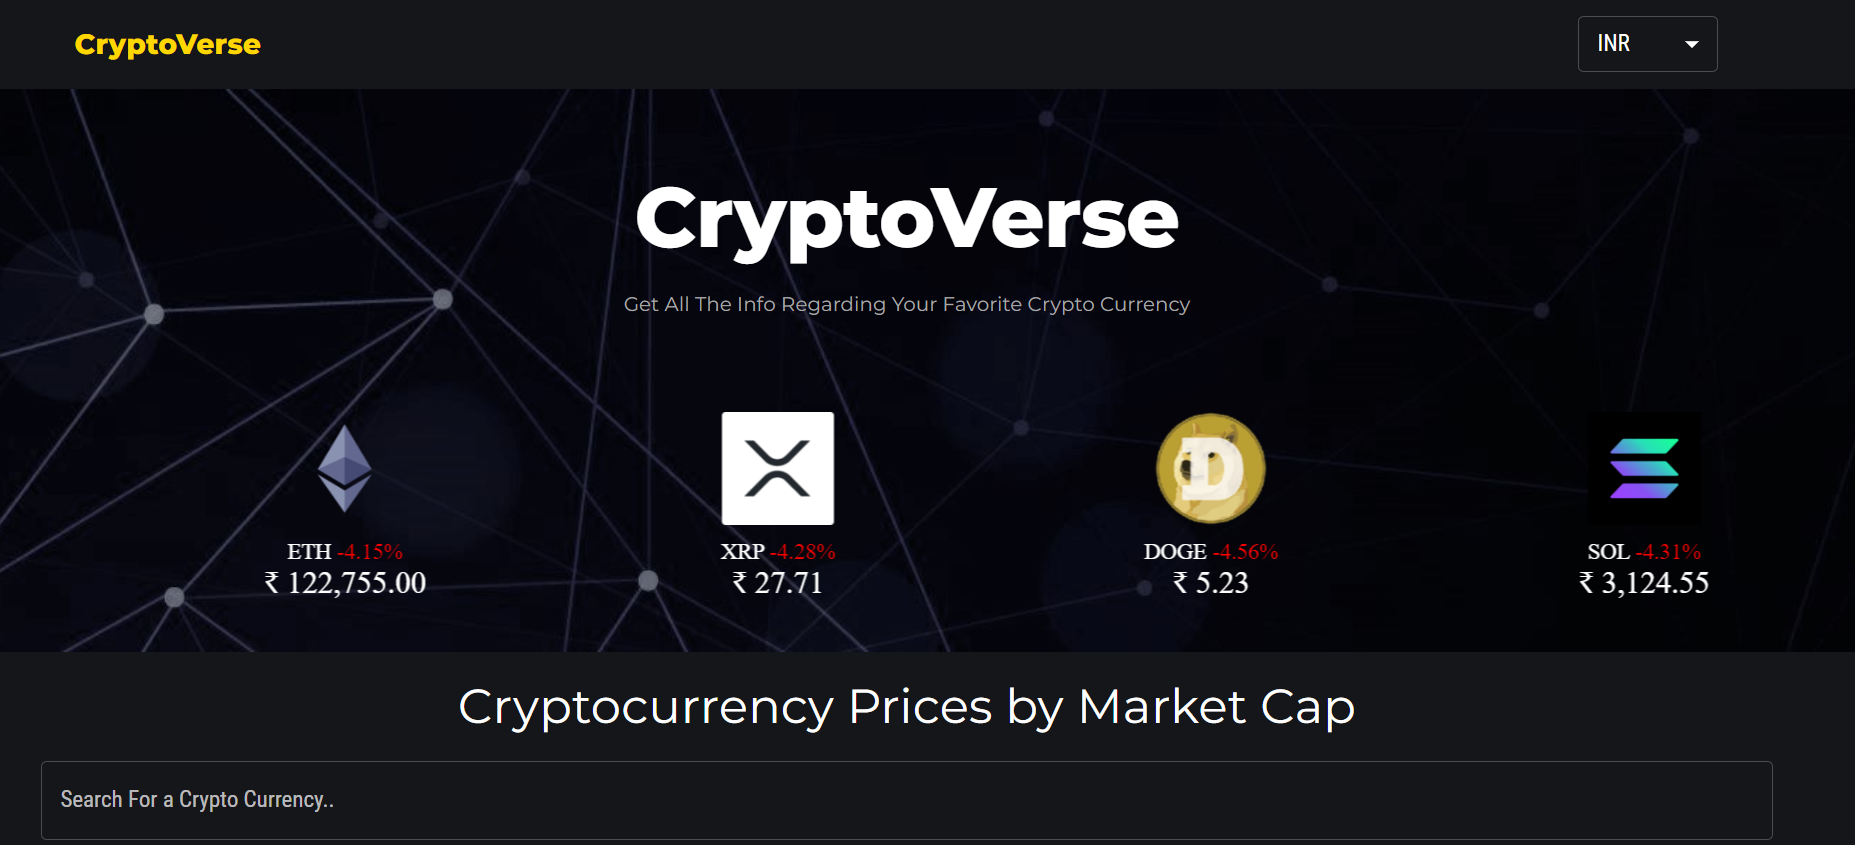 CryptoVerse
INR
CryptoVerse
Get All The Info Regarding Your Favorite Crypto Currency
ETH -4.15%
₹ 122,755.00
XRP -4.28%
₹ 27.71
DOGE -4.56%
₹ 5.23
SOL -4.31%
₹ 3,124.55
Cryptocurrency Prices by Market Cap
Search For a Crypto Currency..